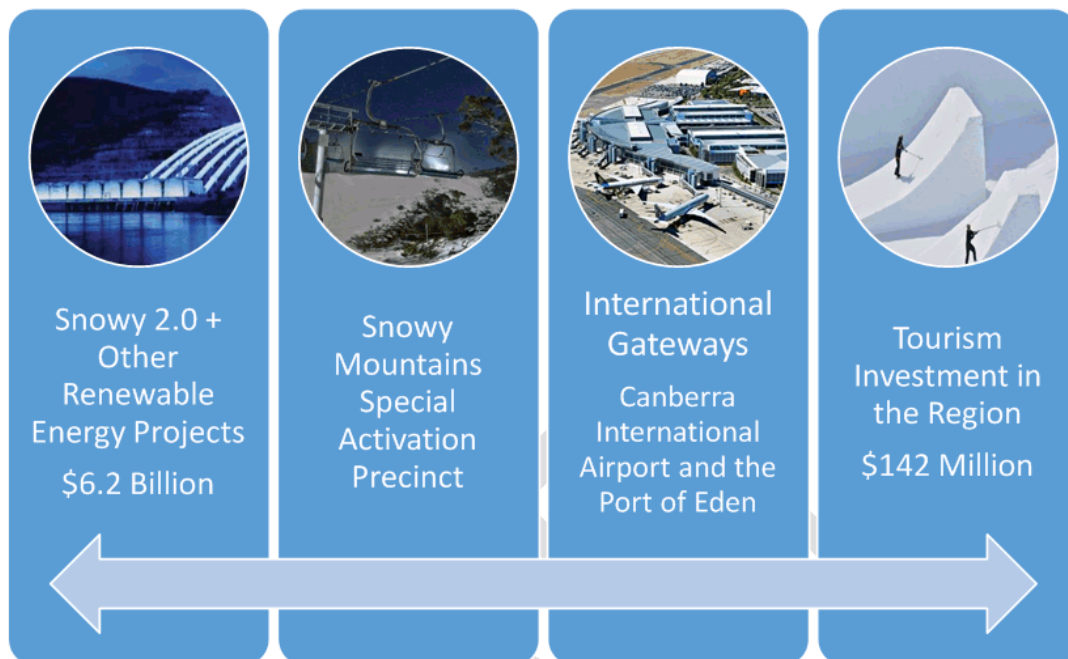 Snowy 2.0 +
Other
Renewable
Energy Projects
$6.2 Billion
Snowy
Mountains
Special
Activation
Precinct
International
Gateways
Canberra
International
Airport and the
Port of Eden
Tourism
Investment in
the Region
$142 Million